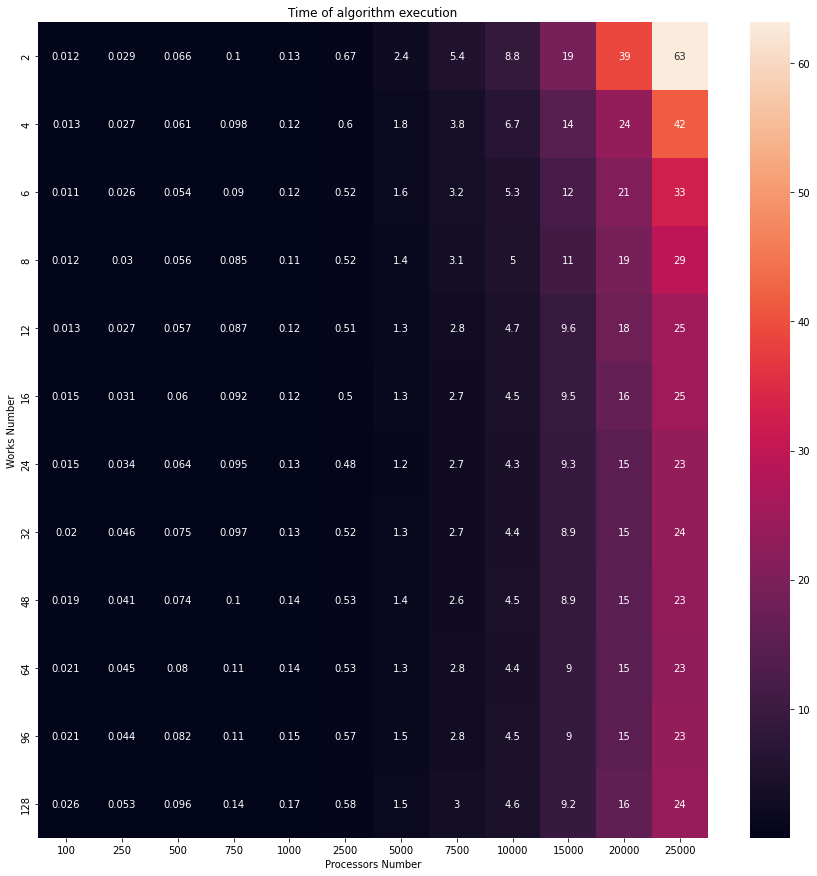 Time of algorithm execution
2 0.012 0.029 0.066 0.1 0.13 0.67 2.4 5.4 8.8 19 39 63
4 0.013 0.027 0.061 0.098 0.12 0.6 1.8 3.8 6.7 14 24 42
6 0.011 0.026 0.054 0.09 0.12 0.52 1.6 3.2 5.3 12 21 33
8 0.012 0.03 0.056 0.085 0.11 0.52 1.4 3.1 5 11 19 29
12 0.013 0.027 0.057 0.087 0.12 0.51 1.3 2.8 4.7 9.6 18 25
16 0.015 0.031 0.06 0.092 0.12 0.5 1.3 2.7 4.5 9.5 16 25
24 0.015 0.034 0.064 0.095 0.13 0.48 1.2 2.7 4.3 9.3 15 23
32 0.02 0.046 0.075 0.097 0.13 0.52 1.3 2.7 4.4 8.9 15 24
48 0.019 0.041 0.074 0.1 0.14 0.53 1.4 2.6 4.5 8.9 15 23
64 0.021 0.045 0.08 0.11 0.14 0.53 1.3 2.8 4.4 9 15 23
96 0.021 0.044 0.082 0.11 0.15 0.57 1.5 2.8 4.5 9 15 23
128 0.026 0.053 0.096 0.14 0.17 0.58 1.5 3 4.6 9.2 16 24
100 250 500 750 1000 2500 5000 7500 10000 15000 20000 25000
Processors Number
Works Number
60
50
40
30
20
10